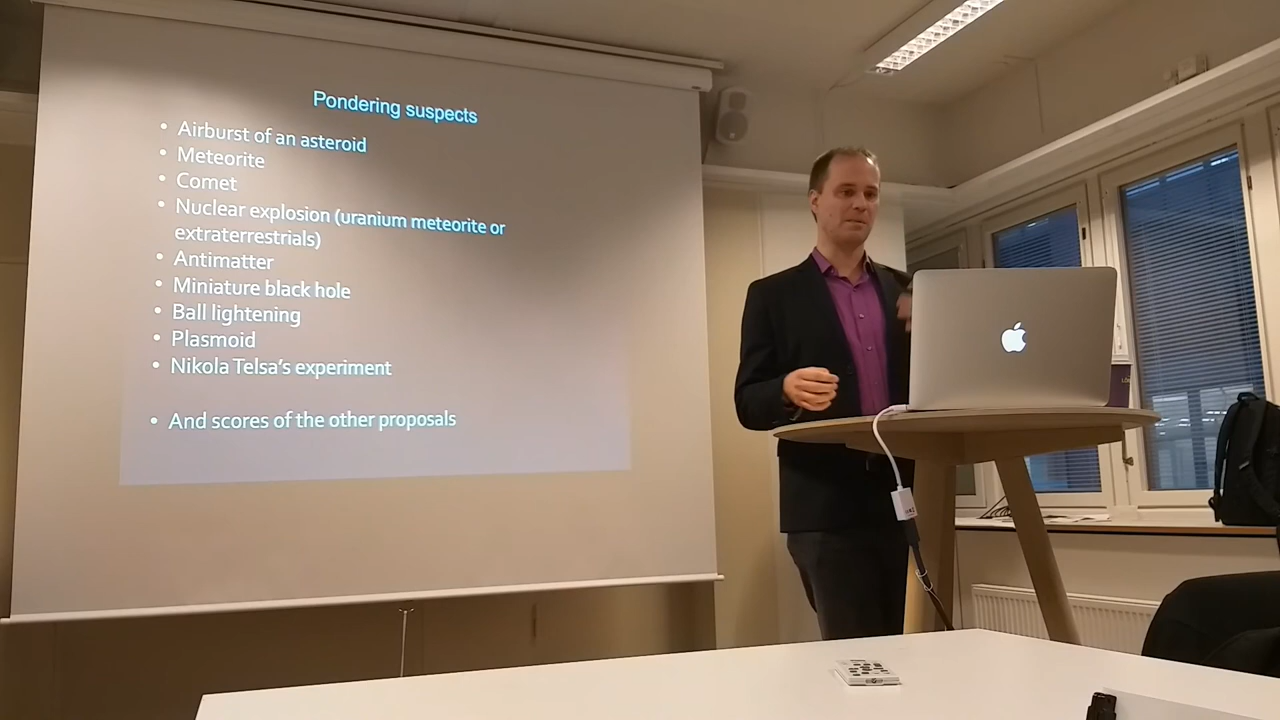 Pondering suspects
• Airburst of an asteroid
• Meteorite
• Comet
• Nuclear explosion (uranium meteorite or
extraterrestrials)
• Antimatter
• Miniature black hole
• Ball lightening
• Plasmoid
• Nikola Telsa's experiment
• And scores of the other proposals